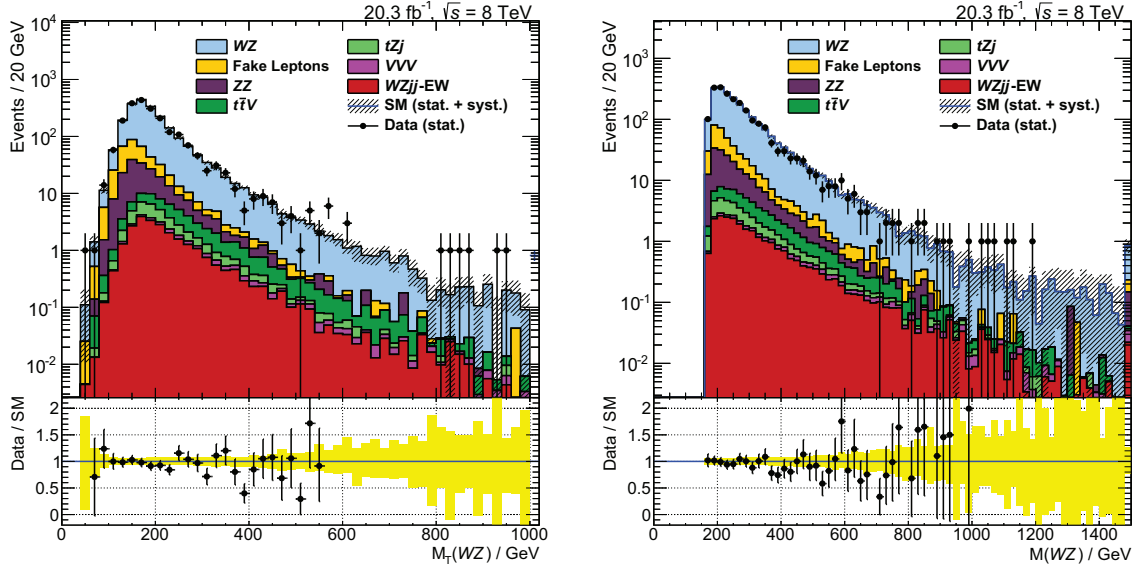 20.3 fb⁻¹, √s = 8 TeV
Events / 20 GeV
10⁴
10³
10²
10
1
10⁻¹
10⁻²
WZ
Fake Leptons
ZZ
tt̄V
tZj
VVV
WZjj-EW
SM (stat. + syst.)
Data (stat.)
Data / SM
2
1.5
1
0.5
0
0 200 400 600 800 1000
M_T(WZ) / GeV
20.3 fb⁻¹, √s = 8 TeV
Events / 20 GeV
10³
10²
10
1
10⁻¹
10⁻²
WZ
Fake Leptons
ZZ
tt̄V
tZj
VVV
WZjj-EW
SM (stat. + syst.)
Data (stat.)
Data / SM
2
1.5
1
0.5
0
0 200 400 600 800 1000 1200 1400
M(WZ) / GeV